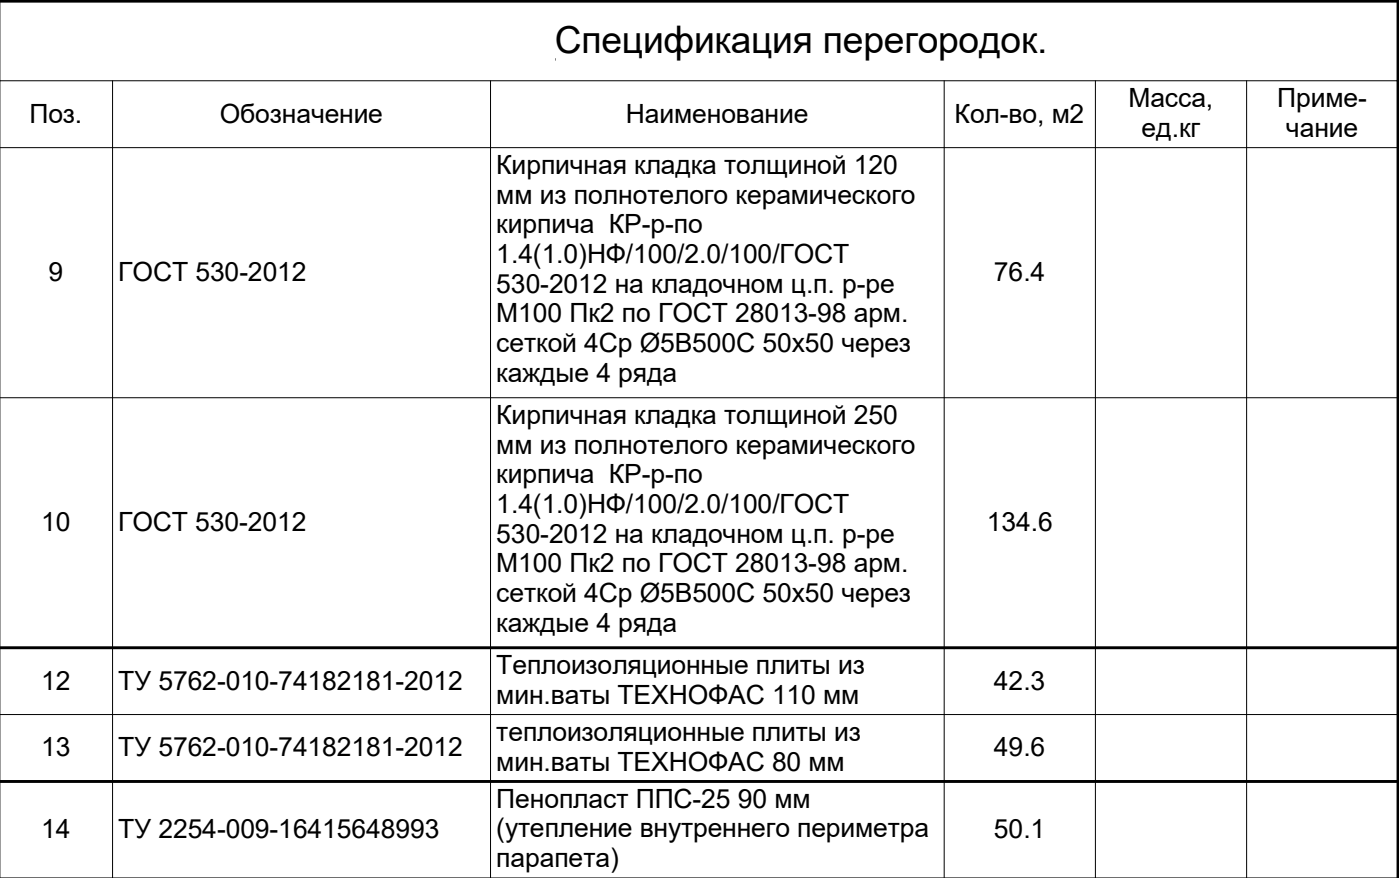 Спецификация перегородок.
Поз.
Обозначение
Наименование
Кол-во, м2
Масса,
ед.кг
Приме-
чание
9
ГОСТ 530-2012
Кирпичная кладка толщиной 120
мм из полнотелого керамического
кирпича  КР-р-по
1.4(1.0)НФ/100/2.0/100/ГОСТ
530-2012 на кладочном ц.п. р-ре
М100 Пк2 по ГОСТ 28013-98 арм.
сеткой 4Ср Ø5В500С 50х50 через
каждые 4 ряда
76.4
10
ГОСТ 530-2012
Кирпичная кладка толщиной 250
мм из полнотелого керамического
кирпича  КР-р-по
1.4(1.0)НФ/100/2.0/100/ГОСТ
530-2012 на кладочном ц.п. р-ре
М100 Пк2 по ГОСТ 28013-98 арм.
сеткой 4Ср Ø5В500С 50х50 через
каждые 4 ряда
134.6
12
ТУ 5762-010-74182181-2012
Теплоизоляционные плиты из
мин.ваты ТЕХНОФАС 110 мм
42.3
13
ТУ 5762-010-74182181-2012
теплоизоляционные плиты из
мин.ваты ТЕХНОФАС 80 мм
49.6
14
ТУ 2254-009-16415648993
Пенопласт ППС-25 90 мм
(утепление внутреннего периметра
парапета)
50.1